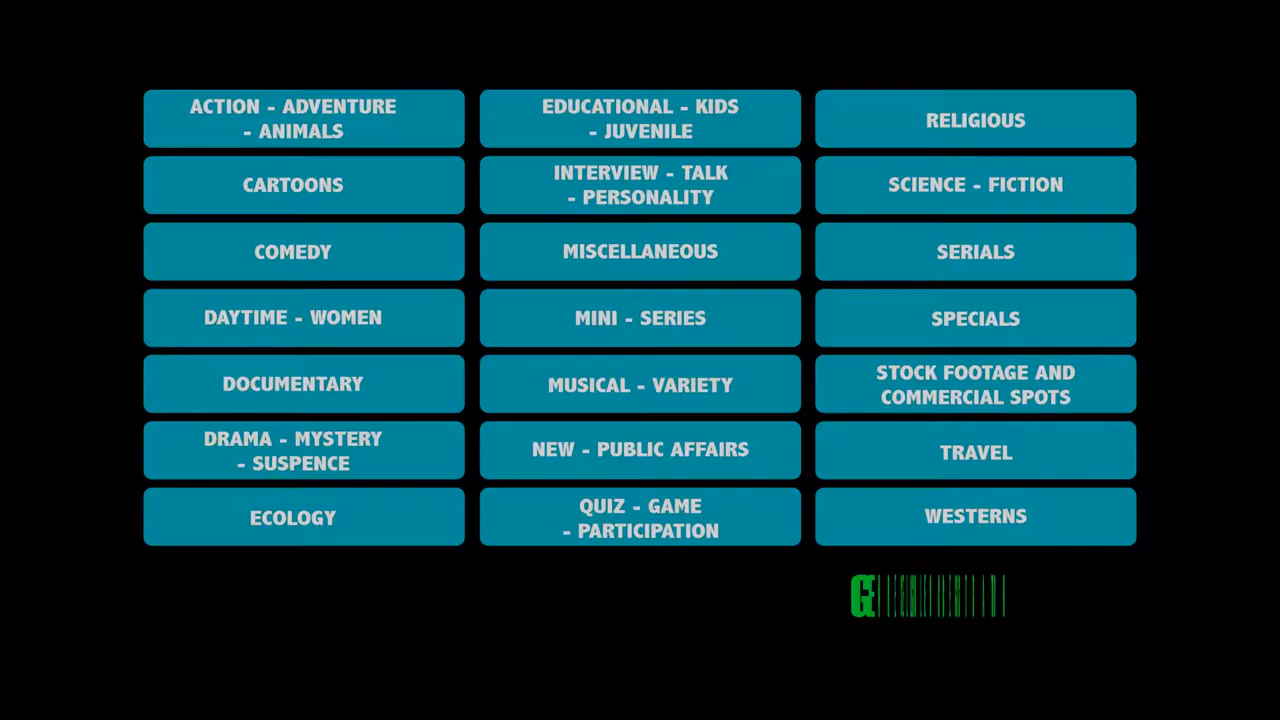 ACTION - ADVENTURE
- ANIMALS
CARTOONS
COMEDY
DAYTIME - WOMEN
DOCUMENTARY
DRAMA - MYSTERY
- SUSPENCE
ECOLOGY
EDUCATIONAL - KIDS
- JUVENILE
INTERVIEW - TALK
- PERSONALITY
MISCELLANEOUS
MINI - SERIES
MUSICAL - VARIETY
NEW - PUBLIC AFFAIRS
QUIZ - GAME
- PARTICIPATION
RELIGIOUS
SCIENCE - FICTION
SERIALS
SPECIALS
STOCK FOOTAGE AND
COMMERCIAL SPOTS
TRAVEL
WESTERNS